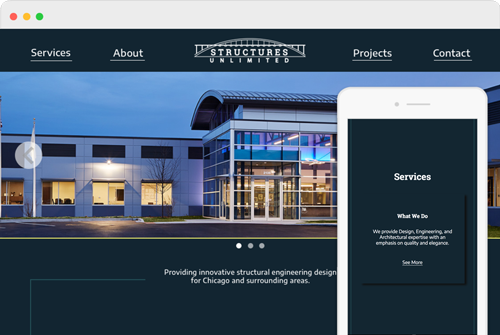 Services
About
STRUCTURES
UNLIMITED
Projects
Contact
Providing innovative structural engineering design
for Chicago and surrounding areas.
Services
What We Do
We provide Design, Engineering, and
Architectural expertise with an
emphasis on quality and elegance.
See More